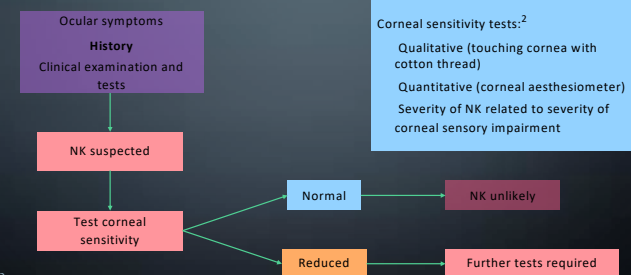 Ocular symptoms
History
Clinical examination and
tests
NK suspected
Test corneal
sensitivity
Normal
NK unlikely
Reduced
Further tests required
Corneal sensitivity tests:2
Qualitative (touching cornea with
cotton thread)
Quantitative (corneal aesthesiometer)
Severity of NK related to severity of
corneal sensory impairment